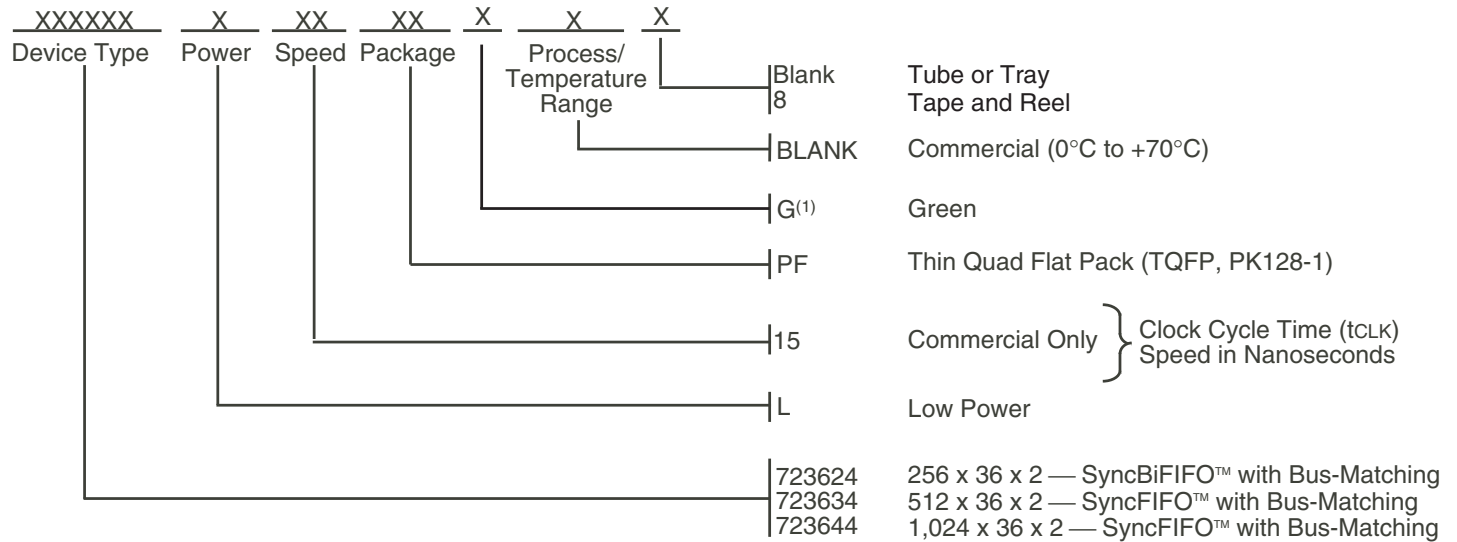 XXXXXX X XX XX X X X
Device Type Power Speed Package Process/
Temperature
Range
Blank Tube or Tray
8 Tape and Reel
BLANK Commercial (0°C to +70°C)
G(1) Green
PF Thin Quad Flat Pack (TQFP, PK128-1)
15 Commercial Only } Clock Cycle Time (tCLK)
Speed in Nanoseconds
L Low Power
723624 256 x 36 x 2 — SyncBiFIFO™ with Bus-Matching
723634 512 x 36 x 2 — SyncFIFO™ with Bus-Matching
723644 1,024 x 36 x 2 — SyncFIFO™ with Bus-Matching